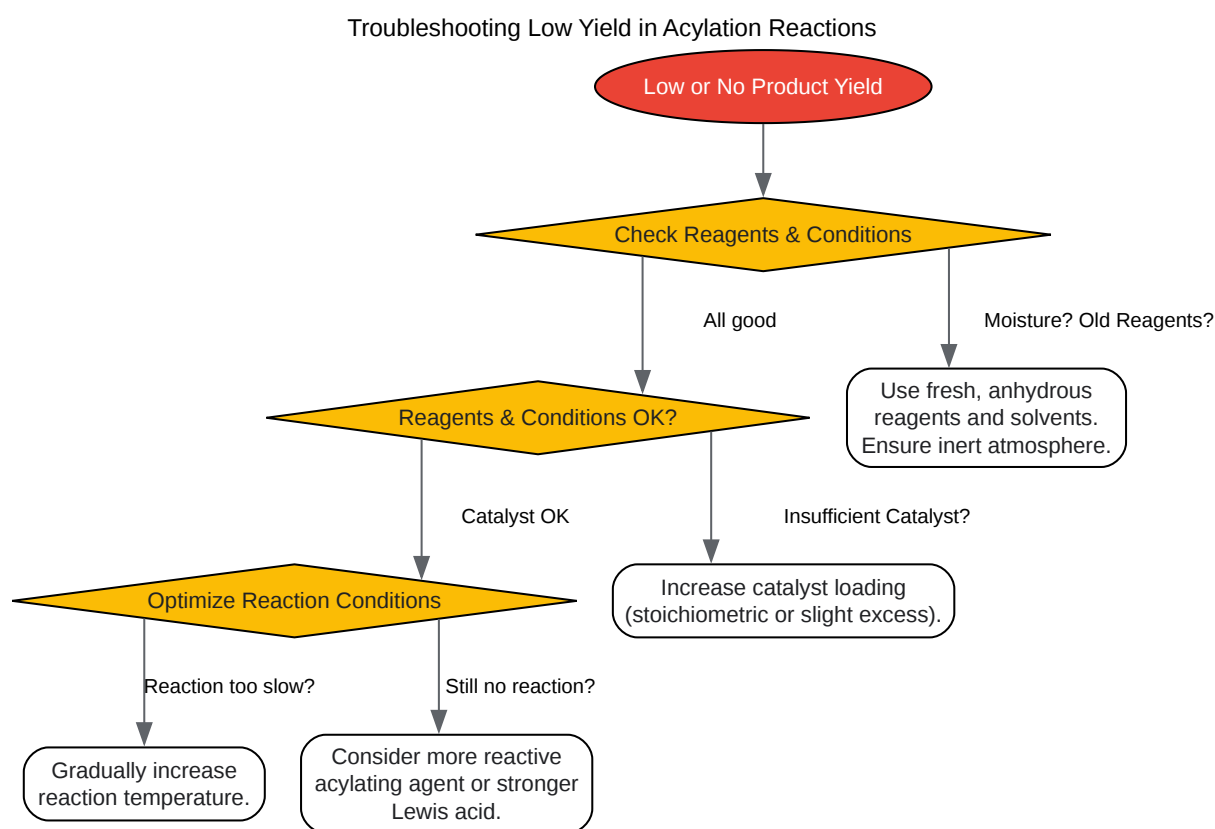 Troubleshooting Low Yield in Acylation Reactions
Low or No Product Yield
Check Reagents & Conditions
All good
Moisture? Old Reagents?
Use fresh, anhydrous
reagents and solvents.
Ensure inert atmosphere.
Reagents & Conditions OK?
Catalyst OK
Insufficient Catalyst?
Increase catalyst loading
(stoichiometric or slight excess).
Optimize Reaction Conditions
Reaction too slow?
Still no reaction?
Gradually increase
reaction temperature.
Consider more reactive
acylating agent or stronger
Lewis acid.